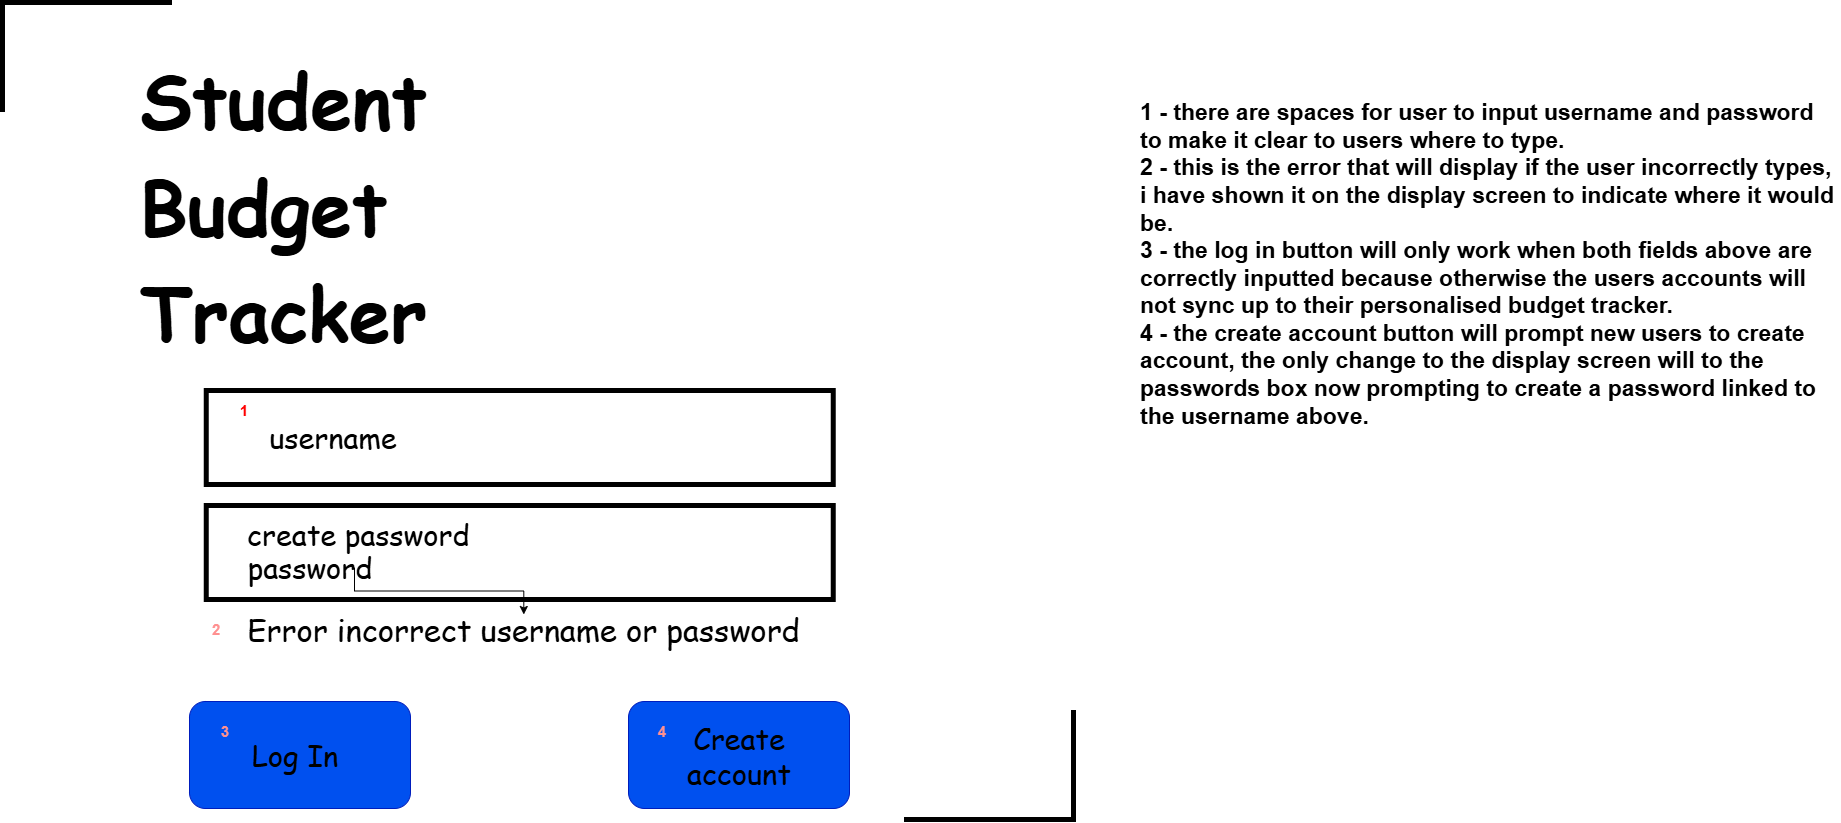 Student
Budget
Tracker
1
username
create password
password
2 Error incorrect username or password
3
Log In
4
Create
account
1 - there are spaces for user to input username and password
to make it clear to users where to type.
2 - this is the error that will display if the user incorrectly types,
i have shown it on the display screen to indicate where it would
be.
3 - the log in button will only work when both fields above are
correctly inputted because otherwise the users accounts will
not sync up to their personalised budget tracker.
4 - the create account button will prompt new users to create
account, the only change to the display screen will to the
passwords box now prompting to create a password linked to
the username above.